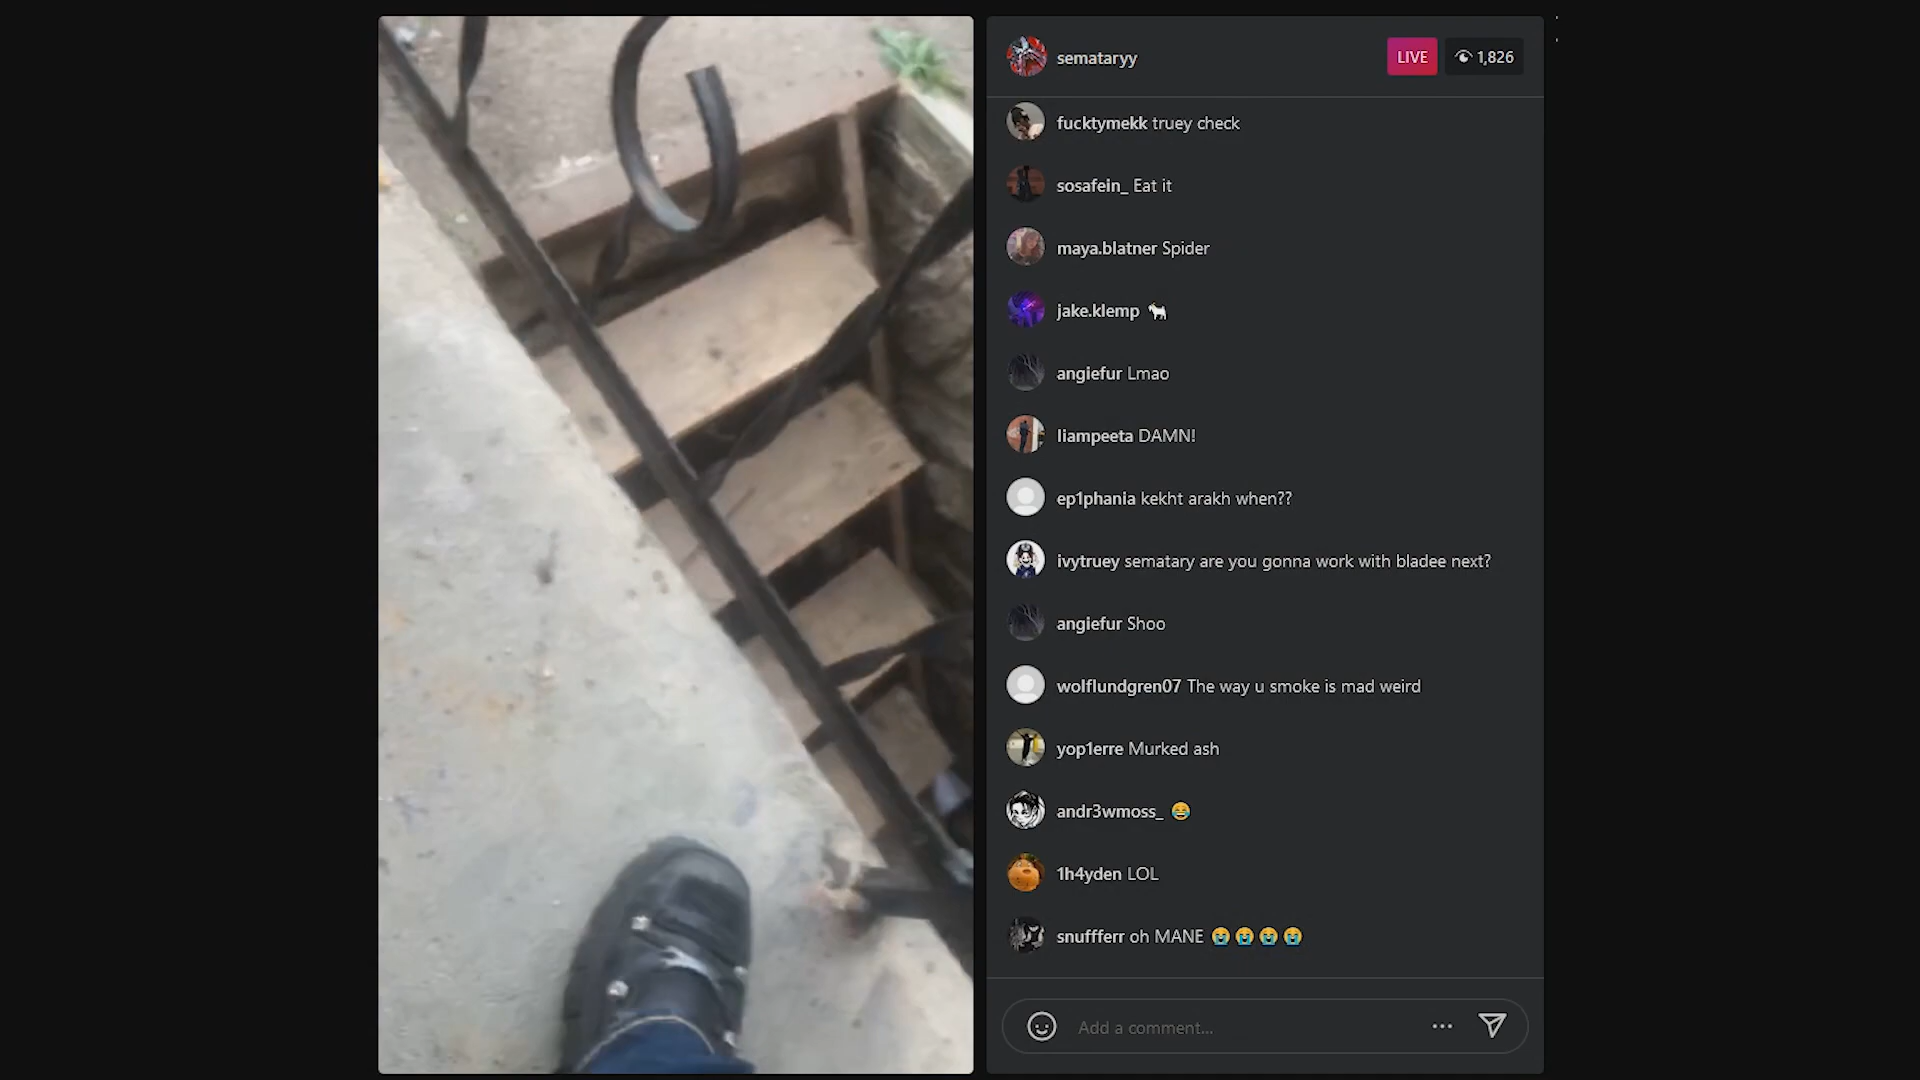 semataryy
LIVE
1,826
fucktymekk truey check
sosafein_ Eat it
maya.blatner Spider
jake.klemp 🐐
angiefur Lmao
liampeeta DAMN!
ep1phania kekht arakh when??
ivytruey sematary are you gonna work with bladee next?
angiefur Shoo
wolflundgren07 The way u smoke is mad weird
yop1erre Murked ash
andr3wmoss_ 😂
1h4yden LOL
snuffferr oh MANE 😭😭😭😭
Add a comment...